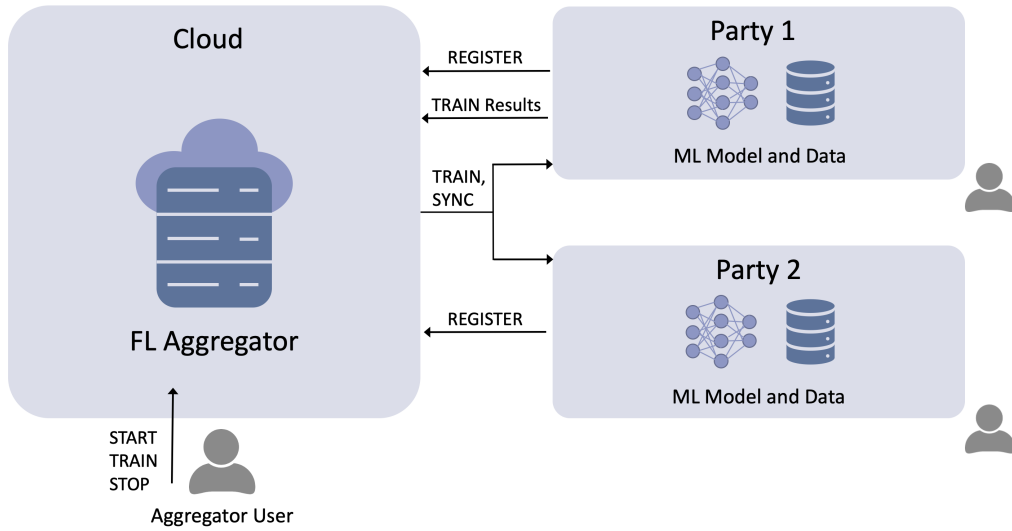 Cloud
FL Aggregator
START
TRAIN
STOP
Aggregator User
REGISTER
TRAIN Results
TRAIN,
SYNC
REGISTER
Party 1
ML Model and Data
Party 2
ML Model and Data